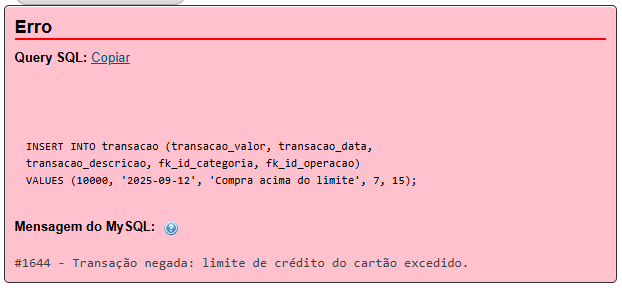 Erro
Query SQL: Copiar
INSERT INTO transacao (transacao_valor, transacao_data,
transacao_descricao, fk_id_categoria, fk_id_operacao)
VALUES (10000, '2025-09-12', 'Compra acima do limite', 7, 15);
Mensagem do MySQL:
#1644 - Transação negada: limite de crédito do cartão excedido.